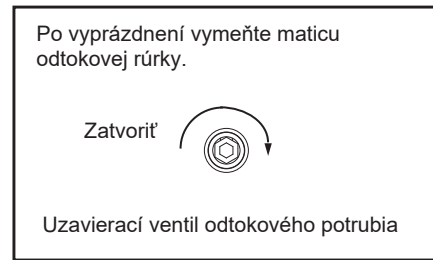 Po vyprázdnení vymeňte maticu
odtokovej rúrky.
Zatvoriť
Uzavierací ventil odtokového potrubia